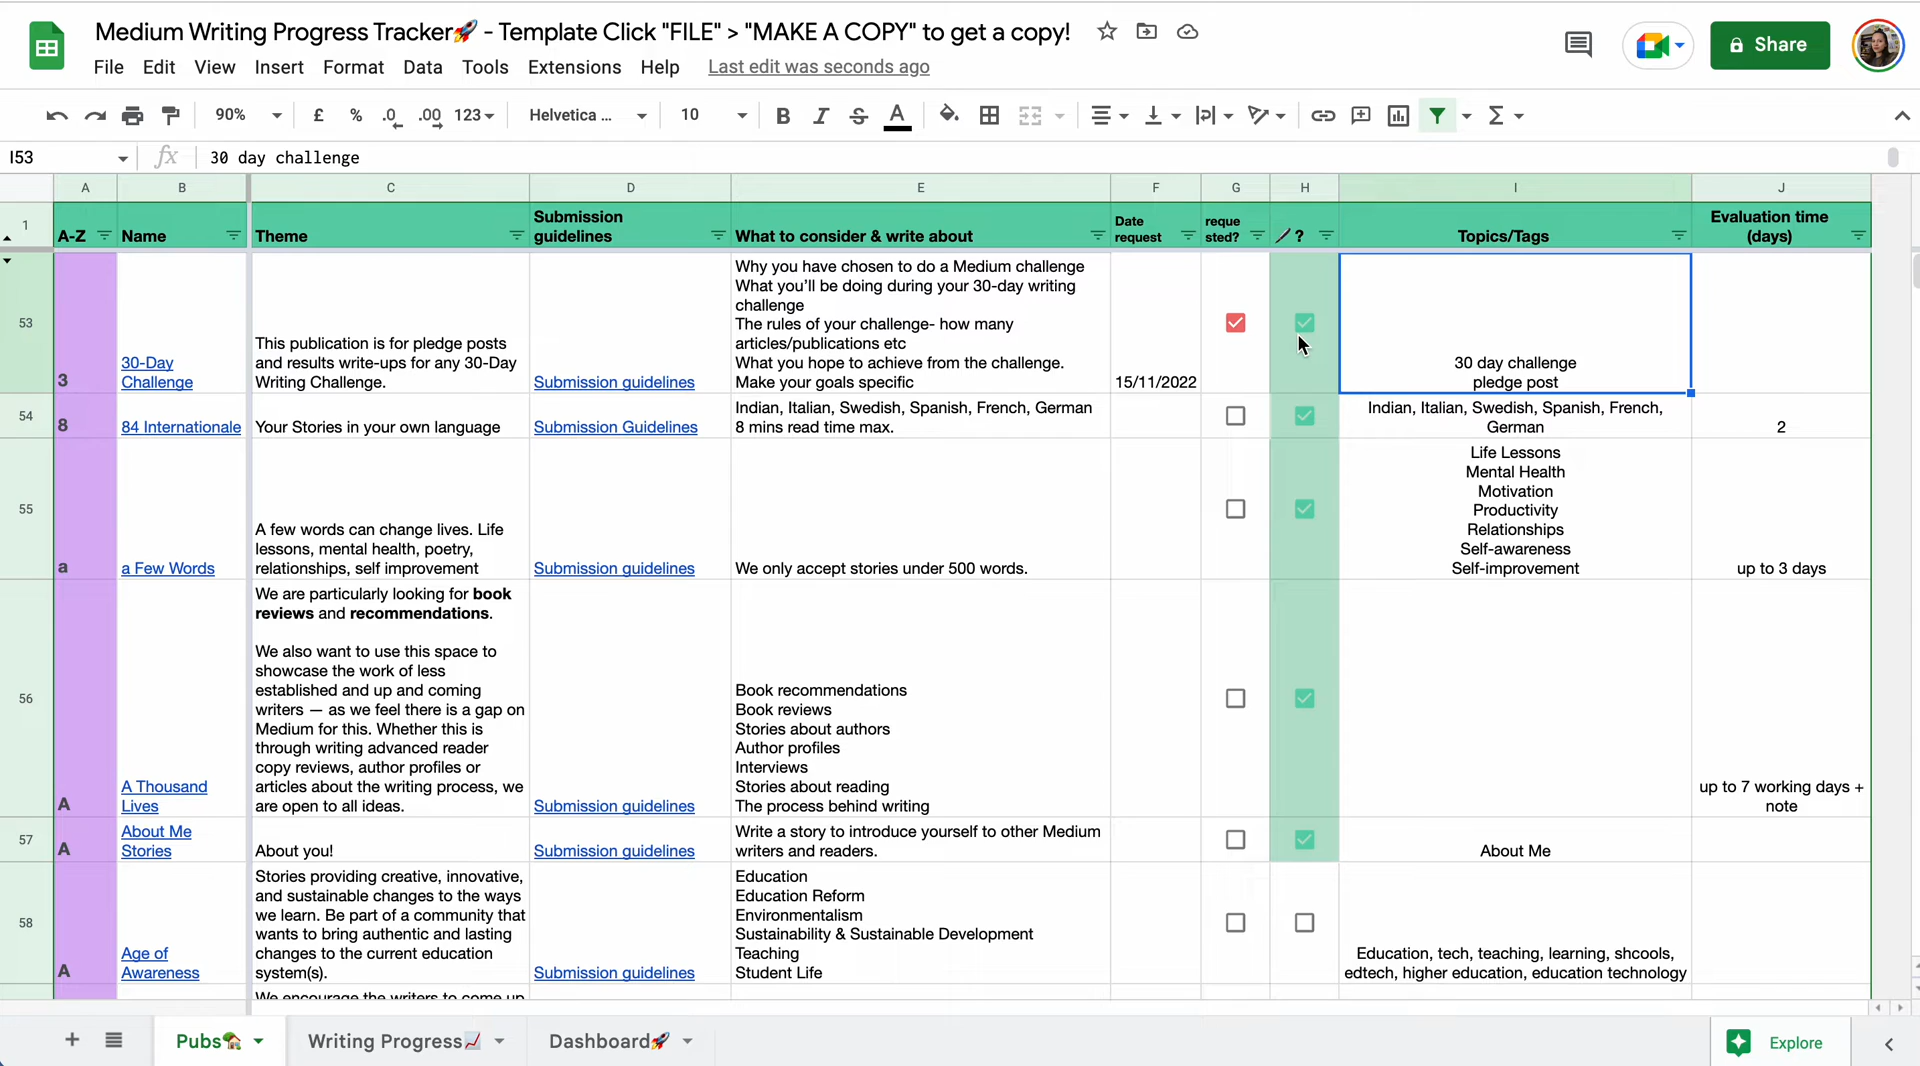 Medium Writing Progress Tracker🚀 - Template Click "FILE" > "MAKE A COPY" to get a copy!
File Edit View Insert Format Data Tools Extensions Help Last edit was seconds ago
Share
90% £ % .0 .00 123 Helvetica ... 10 B I S A
I53 fx 30 day challenge
A B C D E F G H I J
1 A-Z Name Theme Submission guidelines What to consider & write about Date request reque sted? ? Topics/Tags Evaluation time (days)
53
3
30-Day
Challenge
This publication is for pledge posts
and results write-ups for any 30-Day
Writing Challenge.
Submission guidelines
Why you have chosen to do a Medium challenge
What you'll be doing during your 30-day writing
challenge
The rules of your challenge- how many
articles/publications etc
What you hope to achieve from the challenge.
Make your goals specific
15/11/2022
30 day challenge
pledge post
54
8
84 Internationale
Your Stories in your own language
Submission Guidelines
Indian, Italian, Swedish, Spanish, French, German
8 mins read time max.
Indian, Italian, Swedish, Spanish, French,
German
2
55
a
a Few Words
A few words can change lives. Life
lessons, mental health, poetry,
relationships, self improvement
Submission guidelines
We only accept stories under 500 words.
Life Lessons
Mental Health
Motivation
Productivity
Relationships
Self-awareness
Self-improvement
up to 3 days
56
A
A Thousand
Lives
We are particularly looking for book
reviews and recommendations.
We also want to use this space to
showcase the work of less
established and up and coming
writers — as we feel there is a gap on
Medium for this. Whether this is
through writing advanced reader
copy reviews, author profiles or
articles about the writing process, we
are open to all ideas.
Submission guidelines
Book recommendations
Book reviews
Stories about authors
Author profiles
Interviews
Stories about reading
The process behind writing
up to 7 working days +
note
57
A
About Me
Stories
About you!
Submission guidelines
Write a story to introduce yourself to other Medium
writers and readers.
About Me
58
A
Age of
Awareness
Stories providing creative, innovative,
and sustainable changes to the ways
we learn. Be part of a community that
wants to bring authentic and lasting
changes to the current education
system(s).
Submission guidelines
Education
Education Reform
Environmentalism
Sustainability & Sustainable Development
Teaching
Student Life
Education, tech, teaching, learning, shcools,
edtech, higher education, education technology
We encourage the writers to come up
Pubs🏡 Writing Progress📈 Dashboard🚀 Explore